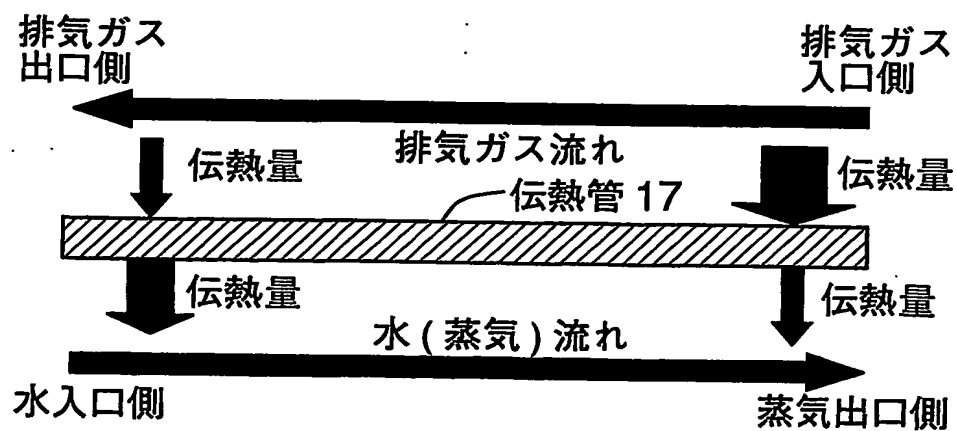 排気ガス
出口側
排気ガス
入口側
排気ガス流れ
伝熱量
伝熱量
伝熱管 17
伝熱量
伝熱量
水(蒸気)流れ
水入口側
蒸気出口側